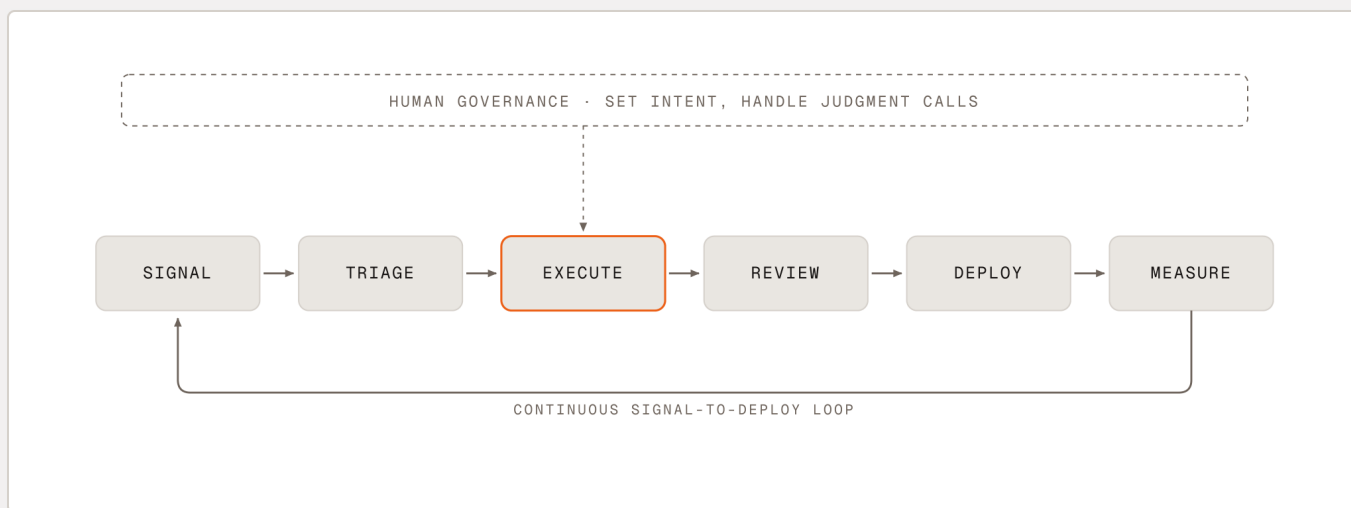 HUMAN GOVERNANCE · SET INTENT, HANDLE JUDGMENT CALLS
SIGNAL
TRIAGE
EXECUTE
REVIEW
DEPLOY
MEASURE
CONTINUOUS SIGNAL-TO-DEPLOY LOOP